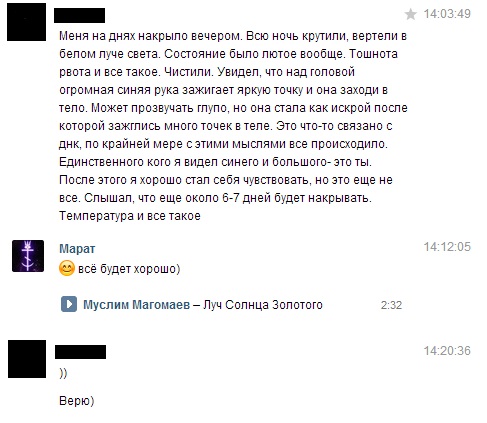 14:03:49
Меня на днях накрыло вечером. Всю ночь крутили, вертели в
белом луче света. Состояние было лютое вообще. Тошнота
рвота и все такое. Чистили. Увидел, что над головой
огромная синяя рука зажигает яркую точку и она заходи в
тело. Может прозвучать глупо, но она стала как искрой после
которой зажглись много точек в теле. Это что-то связано с
днк, по крайней мере с этими мыслями все происходило.
Единственного кого я видел синего и большого- это ты.
После этого я хорошо стал себя чувствовать, но это еще не
все. Слышал, что еще около 6-7 дней будет накрывать.
Температура и все такое
Марат 14:12:05
всё будет хорошо)
Муслим Магомаев – Луч Солнца Золотого 2:32
14:20:36
))
Верю)